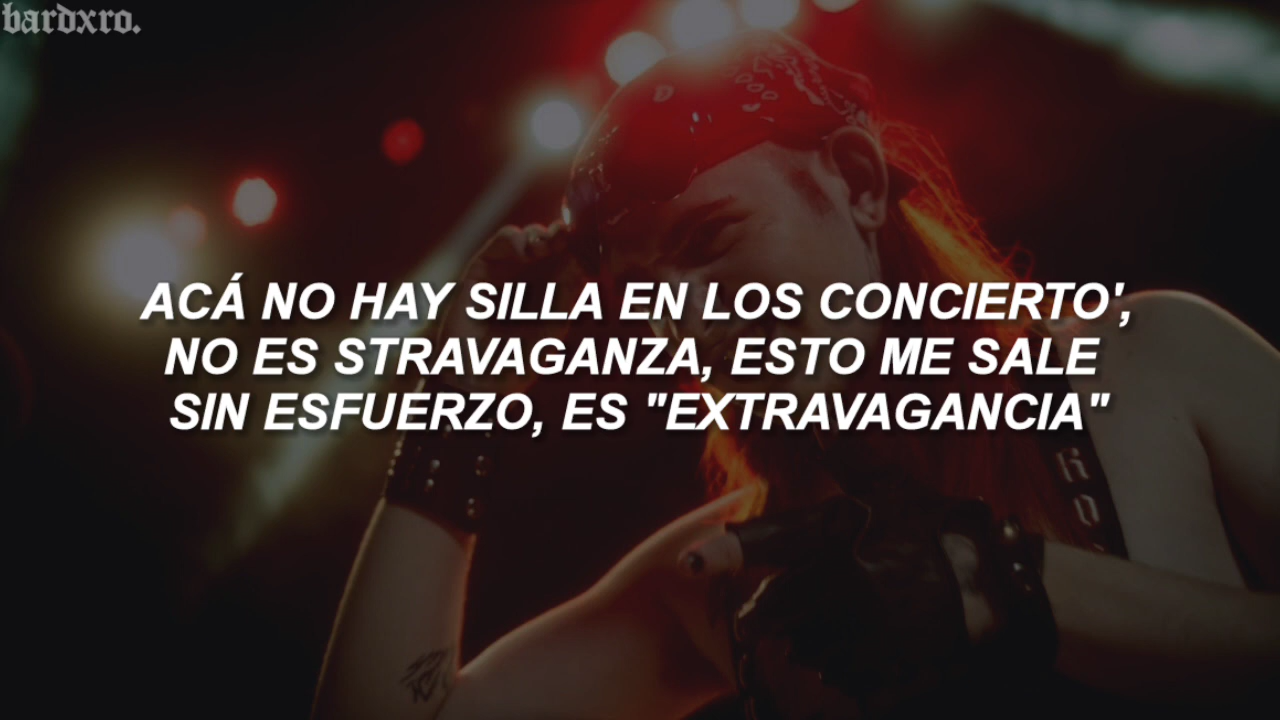 bardxro.
ACÁ NO HAY SILLA EN LOS CONCIERTO',
NO ES STRAVAGANZA, ESTO ME SALE
SIN ESFUERZO, ES "EXTRAVAGANCIA"